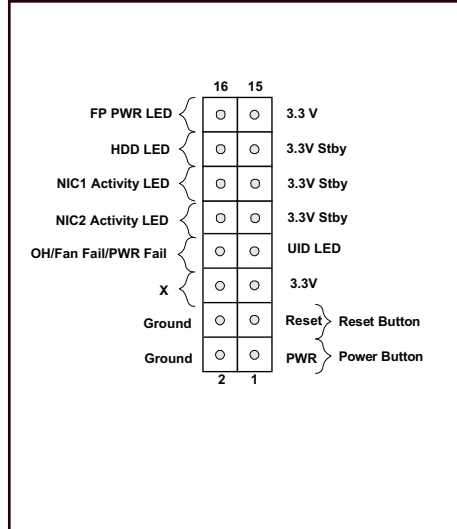 16 15
FP PWR LED 3.3 V
HDD LED 3.3V Stby
NIC1 Activity LED 3.3V Stby
NIC2 Activity LED 3.3V Stby
OH/Fan Fail/PWR Fail UID LED
X 3.3V
Ground Reset Reset Button
Ground PWR Power Button
2 1